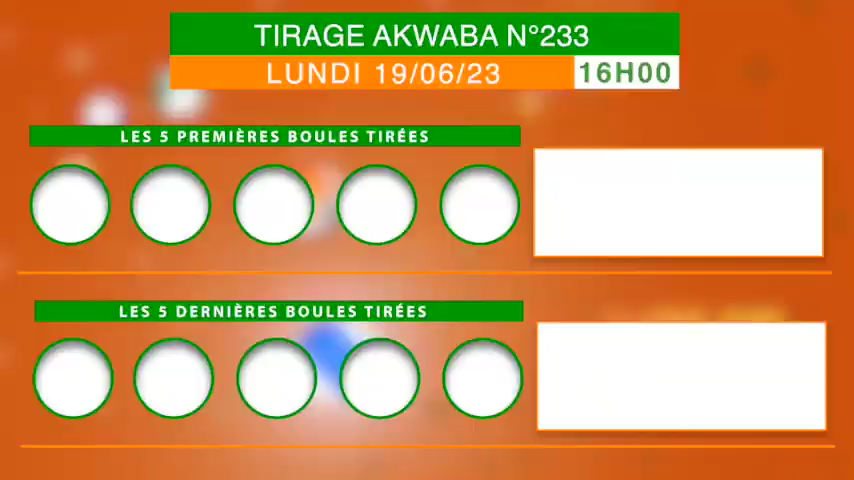 TIRAGE AKWABA N°233
LUNDI 19/06/23 16H00
LES 5 PREMIÈRES BOULES TIRÉES
LES 5 DERNIÈRES BOULES TIRÉES